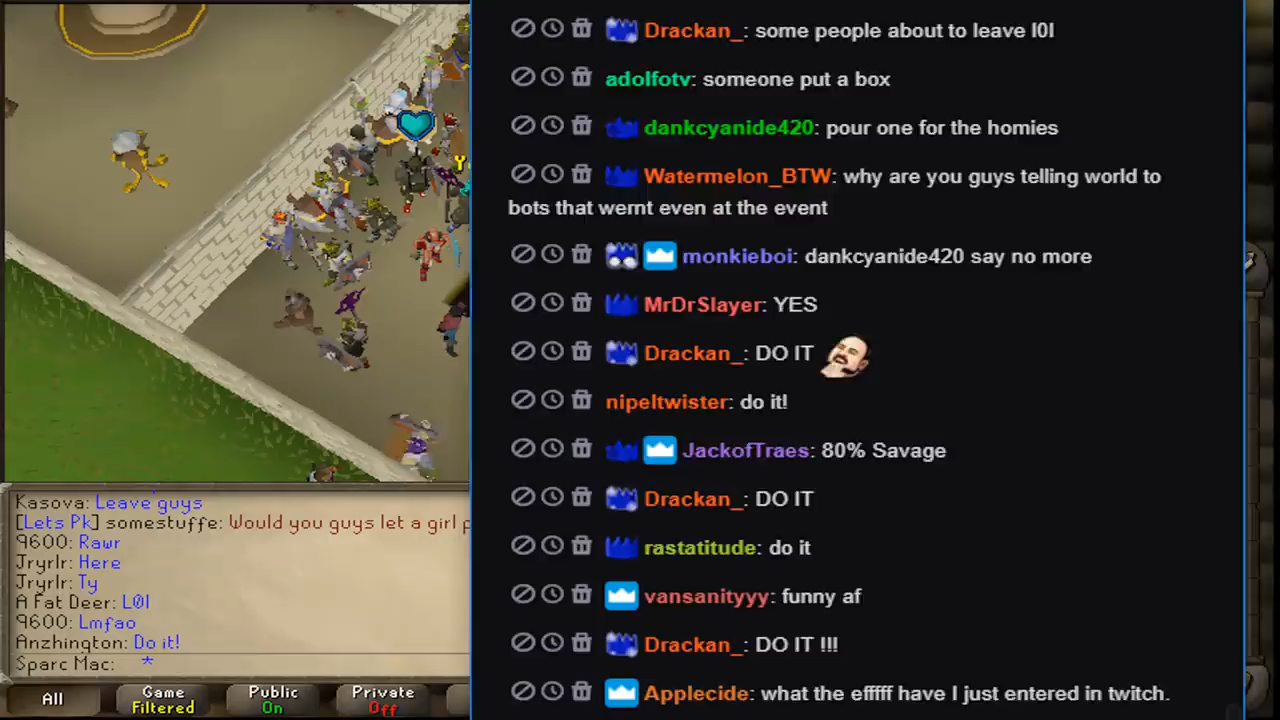 Drackan_: some people about to leave l0l
adolfotv: someone put a box
dankcyanide420: pour one for the homies
Watermelon_BTW: why are you guys telling world to
bots that wernt even at the event
monkieboi: dankcyanide420 say no more
MrDrSlayer: YES
Drackan_: DO IT
nipeltwister: do it!
JackofTraes: 80% Savage
Drackan_: DO IT
rastatitude: do it
vansanityyy: funny af
Drackan_: DO IT !!!
Applecide: what the efffff have I just entered in twitch.
Y
Kasova: Leave guys
[Lets Pk] somestuffe: Would you guys let a girl
9600: Rawr
Jryrlr: Here
Jryrlr: Ty
A Fat Deer: L0l
9600: Lmfao
Anzhington: Do it!
Sparc Mac: *
All
Game
Filtered
Public
On
Private
Off